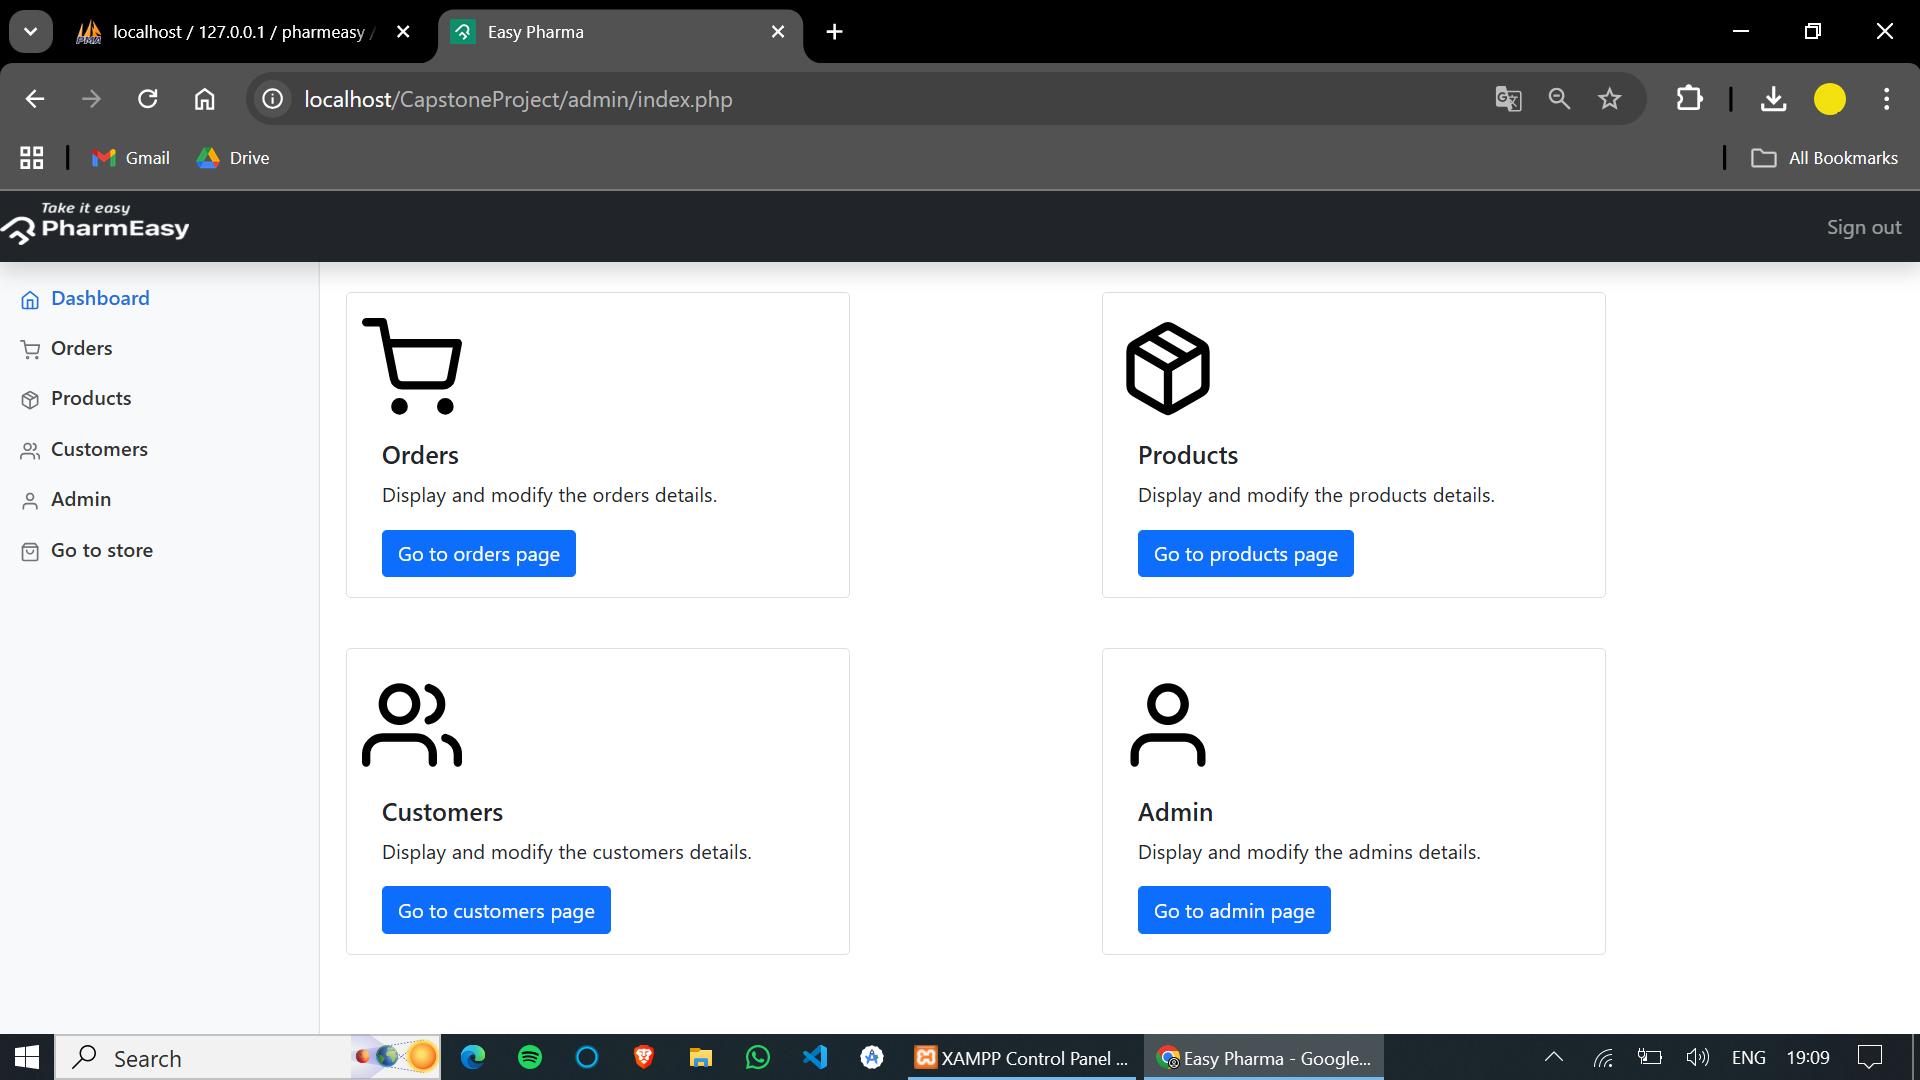 localhost / 127.0.0.1 / pharmeasy /
Easy Pharma
localhost/CapstoneProject/admin/index.php
Gmail
Drive
All Bookmarks
Take it easy
PharmEasy
Sign out
Dashboard
Orders
Products
Customers
Admin
Go to store
Orders
Display and modify the orders details.
Go to orders page
Products
Display and modify the products details.
Go to products page
Customers
Display and modify the customers details.
Go to customers page
Admin
Display and modify the admins details.
Go to admin page
Search
XAMPP Control Panel ...
Easy Pharma - Google...
ENG
19:09